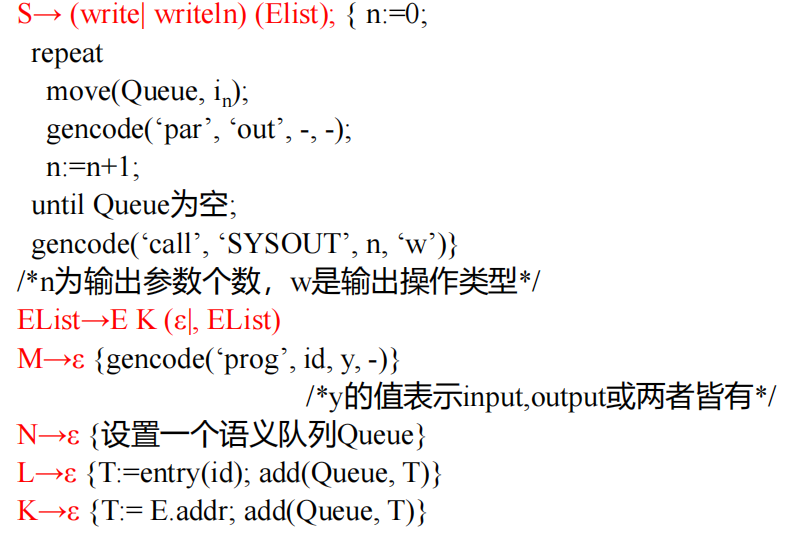 S→ (write| writeln) (Elist); { n:=0;
repeat
move(Queue, in);
gencode(‘par’, ‘out’, -, -);
n:=n+1;
until Queue为空;
gencode(‘call’, ‘SYSOUT’, n, ‘w’)}
/*n为输出参数个数，w是输出操作类型*/
EList→E K (ε|, EList)
M→ε {gencode(‘prog’, id, y, -)}
/*y的值表示input,output或两者皆有*/
N→ε {设置一个语义队列Queue}
L→ε {T:=entry(id); add(Queue, T)}
K→ε {T:= E.addr; add(Queue, T)}